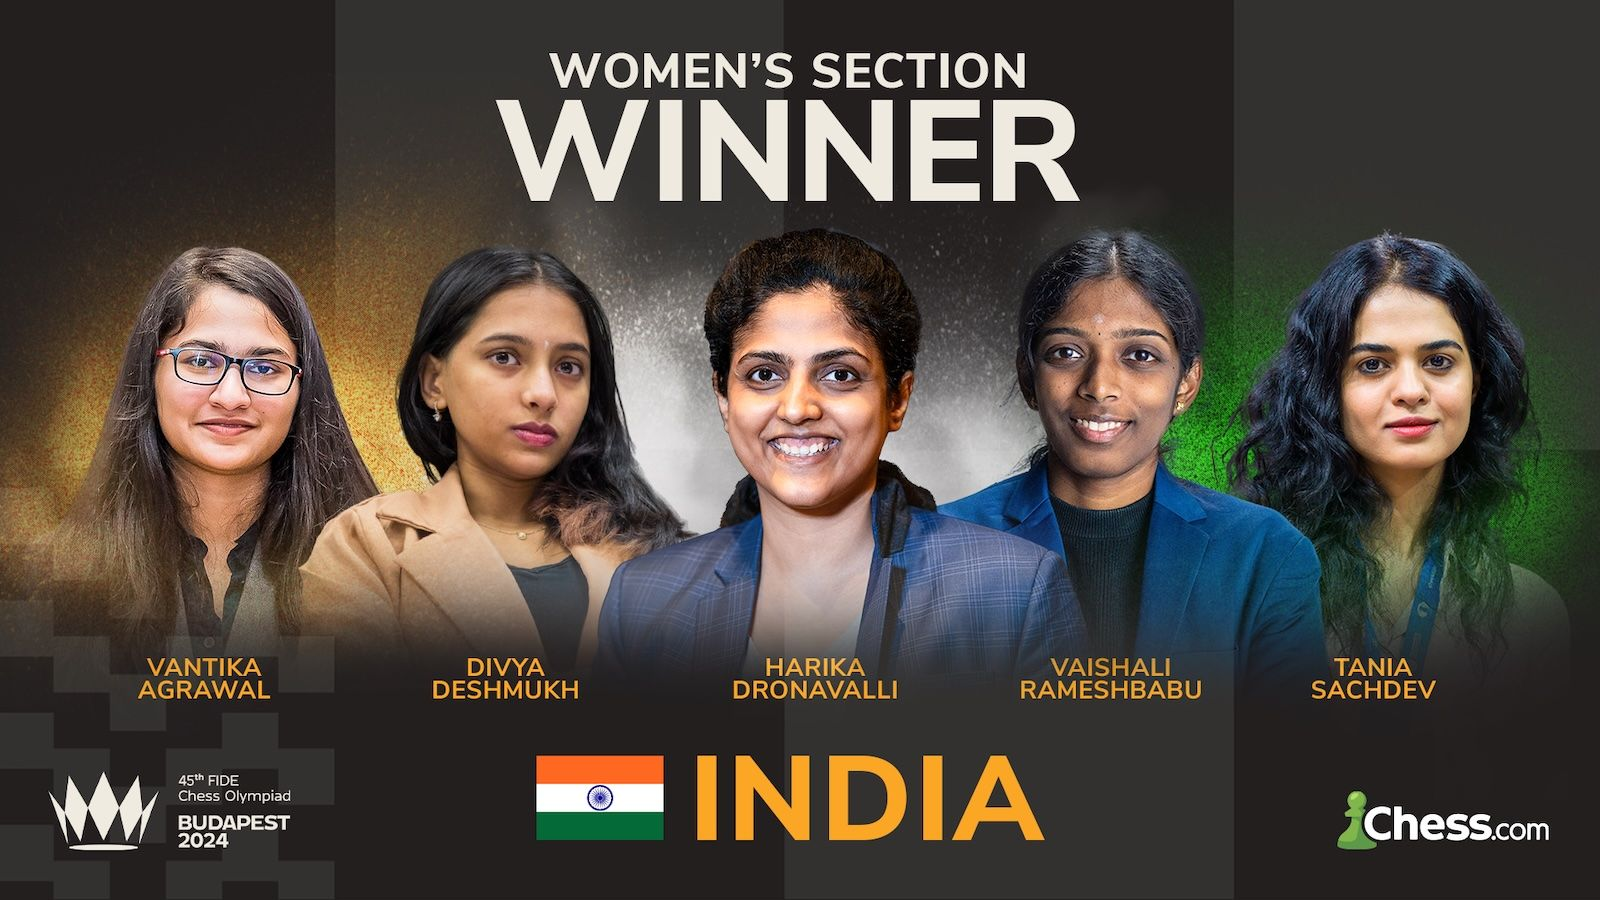 WOMEN'S SECTION
WINNER
VANTIKA
AGRAWAL
DIVYA
DESHMUKH
HARIKA
DRONAVALLI
VAISHALI
RAMESHBABU
TANIA
SACHDEV
INDIA
45th FIDE
Chess Olympiad
BUDAPEST
2024
Chess.com